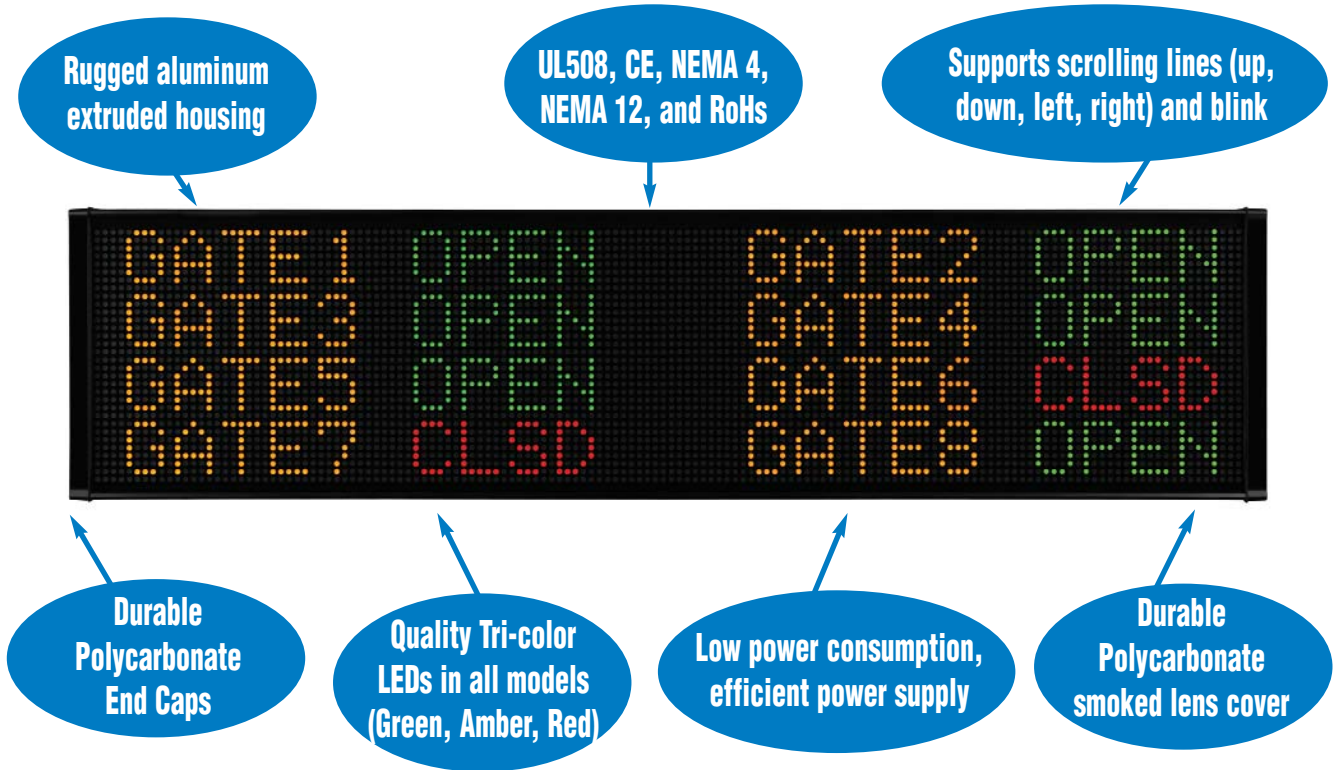 Rugged aluminum
extruded housing
UL508, CE, NEMA 4,
NEMA 12, and RoHs
Supports scrolling lines (up,
down, left, right) and blink
GATE1 OPEN GATE2 OPEN
GATE3 OPEN GATE4 OPEN
GATE5 OPEN GATE6 CLSD
GATE7 CLSD GATE8 OPEN
Durable
Polycarbonate
End Caps
Quality Tri-color
LEDs in all models
(Green, Amber, Red)
Low power consumption,
efficient power supply
Durable
Polycarbonate
smoked lens cover